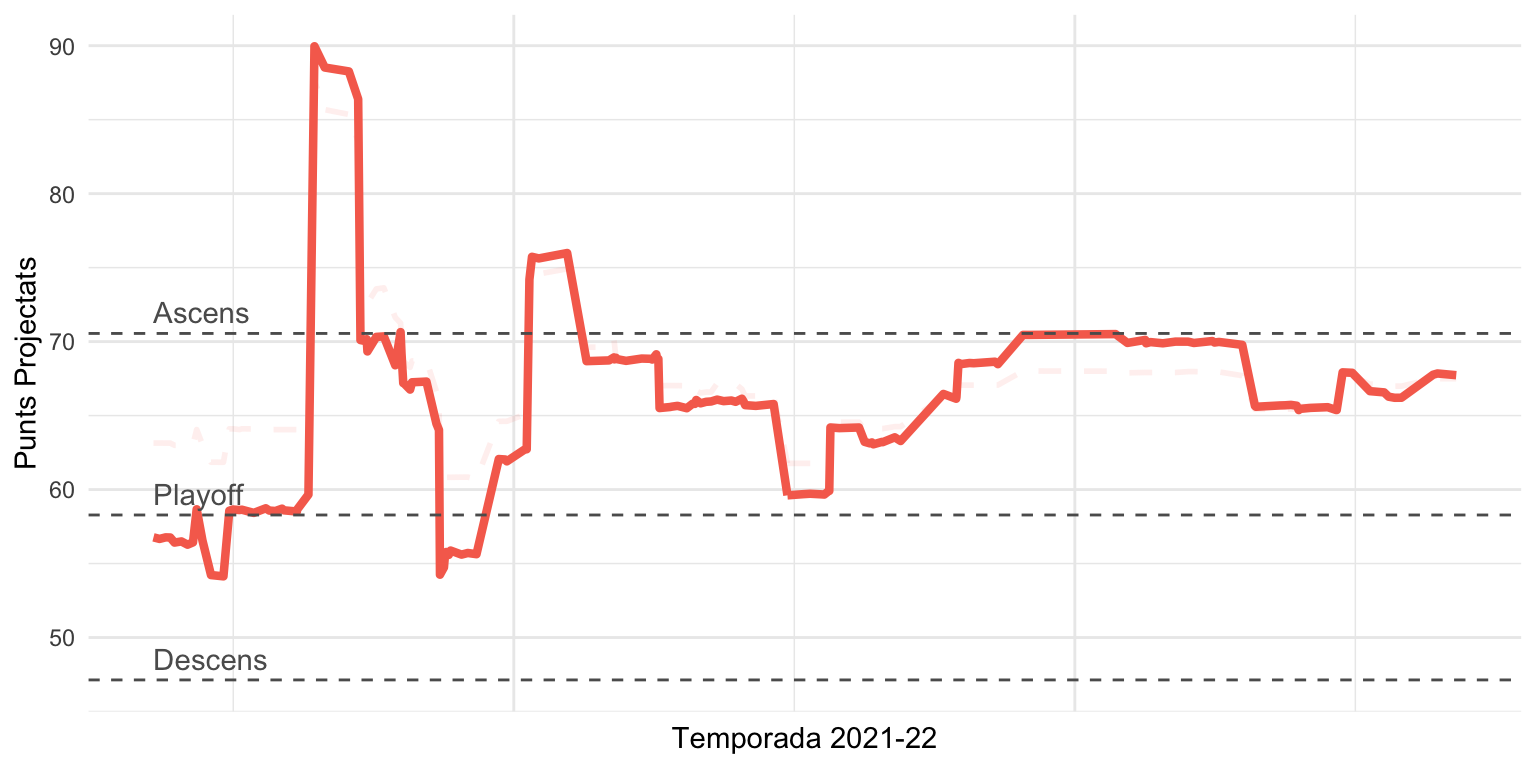 90
80
70
60
50
Punts Projectats
Ascens
Playoff
Descens
Temporada 2021-22